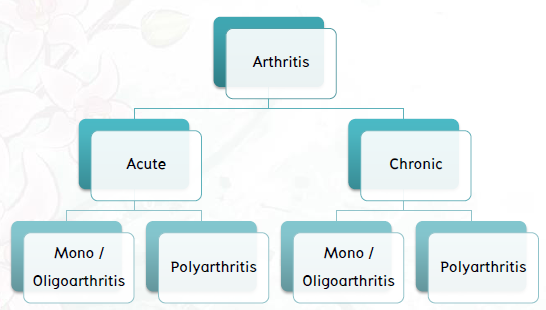 Arthritis
Acute
Chronic
Mono /
Oligoarthritis
Polyarthritis
Mono /
Oligoarthritis
Polyarthritis